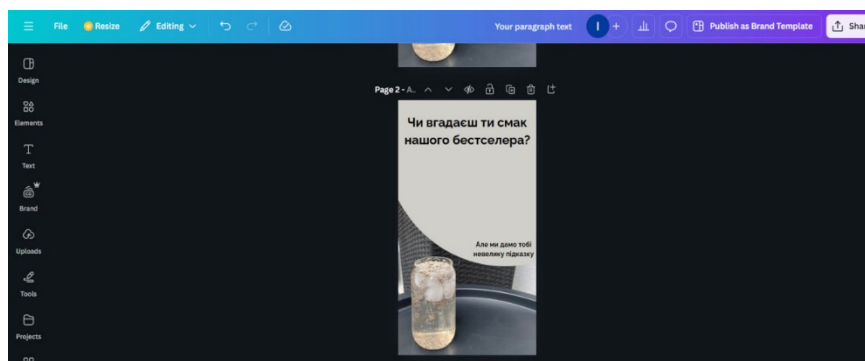 File
Resize
Editing
Your paragraph text
I
+
Publish as Brand Template
Shar
Design
Elements
Text
Brand
Uploads
Tools
Projects
Page 2 - A..
Чи вгадаєш ти смак
нашого бестселера?
Але ми дамо тобі
невелику підказку